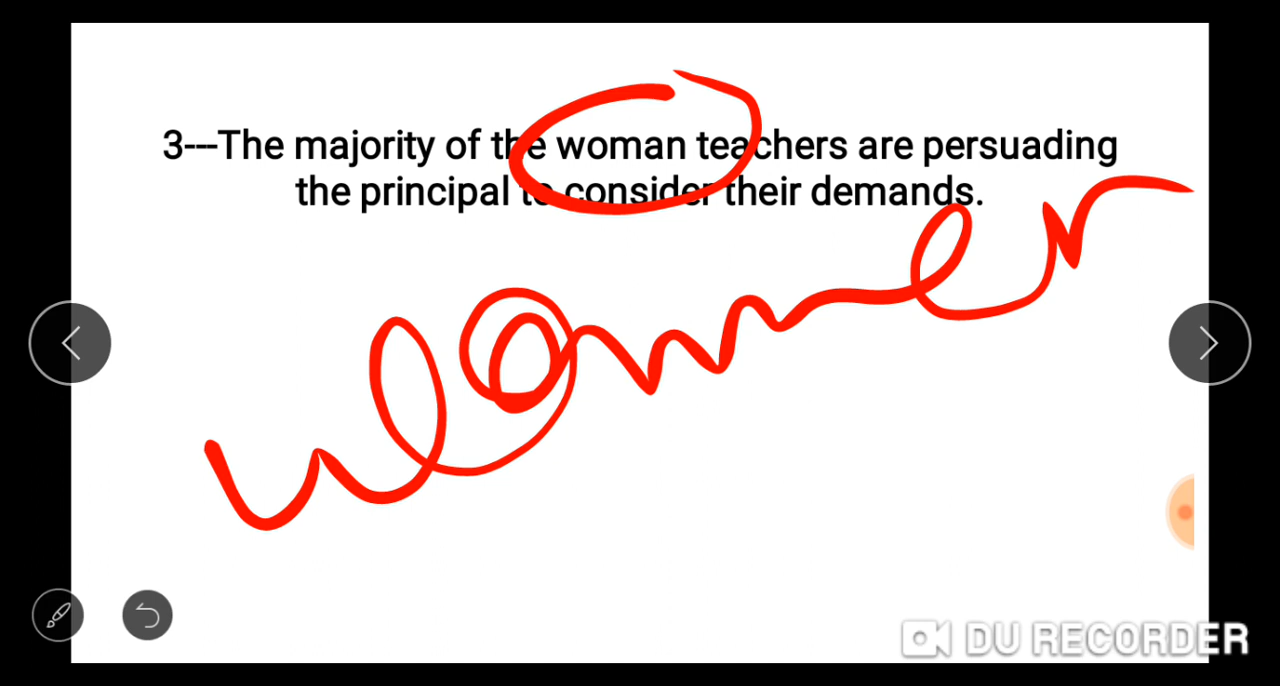 3---The majority of the woman teachers are persuading
the principal to consider their demands.
women
DU RECORDER